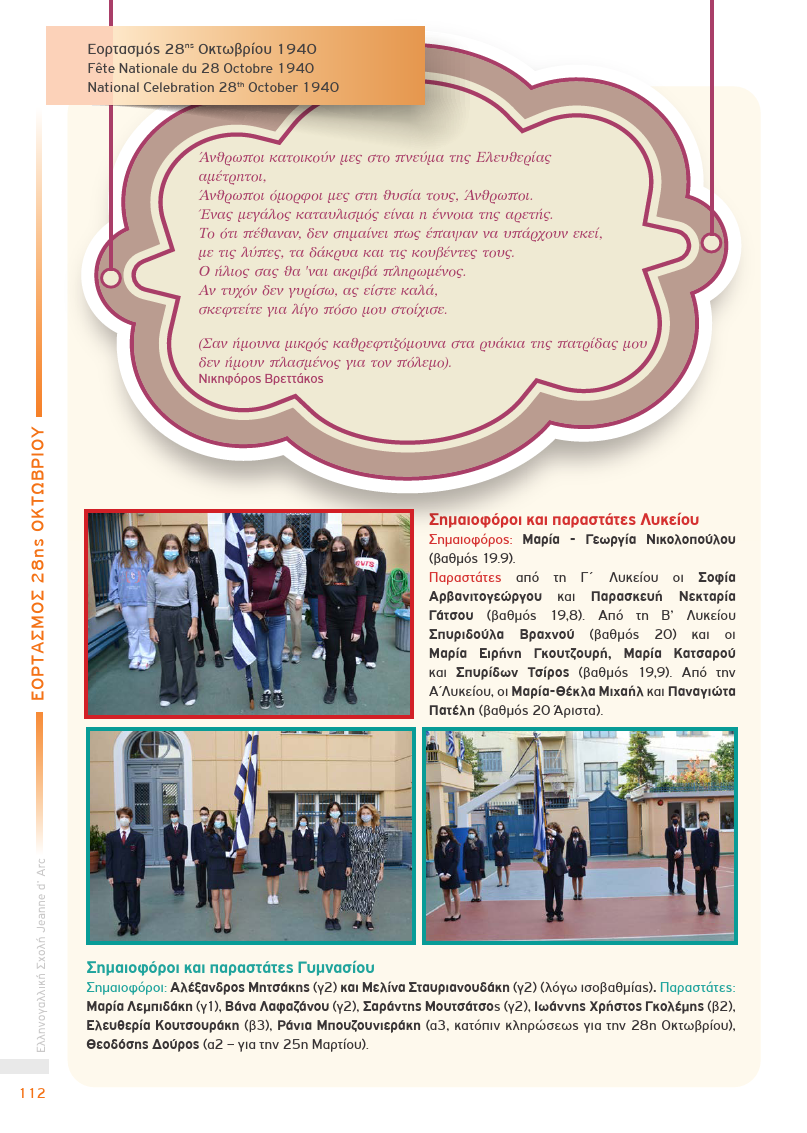 Εορτασμός 28ης Οκτωβρίου 1940
Fête Nationale du 28 Octobre 1940
National Celebration 28th October 1940
Άνθρωποι κατοικούν μες στο πνεύμα της Ελευθερίας
αμέτρητοι,
Άνθρωποι όμορφοι μες στη θυσία τους, Άνθρωποι.
Ένας μεγάλος καταυλισμός είναι η έννοια της αρετής.
Το ότι πέθαναν, δεν σημαίνει πως έπαψαν να υπάρχουν εκεί,
με τις λύπες, τα δάκρυα και τις κουβέντες τους.
Ο ήλιος σας θα 'ναι ακριβά πληρωμένος.
Αν τυχόν δεν γυρίσω, ας είστε καλά,
σκεφτείτε για λίγο πόσο μου στοίχισε.
(Σαν ήμουνα μικρός καθρεφτιζόμουνα στα ρυάκια της πατρίδας μου
δεν ήμουν πλασμένος για τον πόλεμο).
Νικηφόρος Βρεττάκος
ΕΟΡΤΑΣΜΟΣ 28ης ΟΚΤΩΒΡΙΟΥ
Ελληνογαλλική Σχολή Jeanne d' Arc
Σημαιοφόροι και παραστάτες Λυκείου
Σημαιοφόρος: Μαρία - Γεωργία Νικολοπούλου
(βαθμός 19.9).
Παραστάτες από τη Γ΄ Λυκείου οι Σοφία
Αρβανιτογεώργου και Παρασκευή Νεκταρία
Γάτσου (βαθμός 19,8). Από τη Β’ Λυκείου
Σπυριδούλα Βραχνού (βαθμός 20) και οι
Μαρία Ειρήνη Γκουτζουρή, Μαρία Κατσαρού
και Σπυρίδων Τσίρος (βαθμός 19,9). Από την
Α΄Λυκείου, οι Μαρία-Θέκλα Μιχαήλ και Παναγιώτα
Πατέλη (βαθμός 20 Άριστα).
Σημαιοφόροι και παραστάτες Γυμνασίου
Σημαιοφόροι: Αλέξανδρος Μητσάκης (γ2) και Μελίνα Σταυριανουδάκη (γ2) (λόγω ισοβαθμίας). Παραστάτες:
Μαρία Λεμπιδάκη (γ1), Βάνα Λαφαζάνου (γ2), Σαράντης Μουτσάτσος (γ2), Ιωάννης Χρήστος Γκολέμης (β2),
Ελευθερία Κουτσουράκη (β3), Ράνια Μπουζουνιεράκη (α3, κατόπιν κληρώσεως για την 28η Οκτωβρίου),
Θεοδόσης Δούρος (α2 – για την 25η Μαρτίου).
112